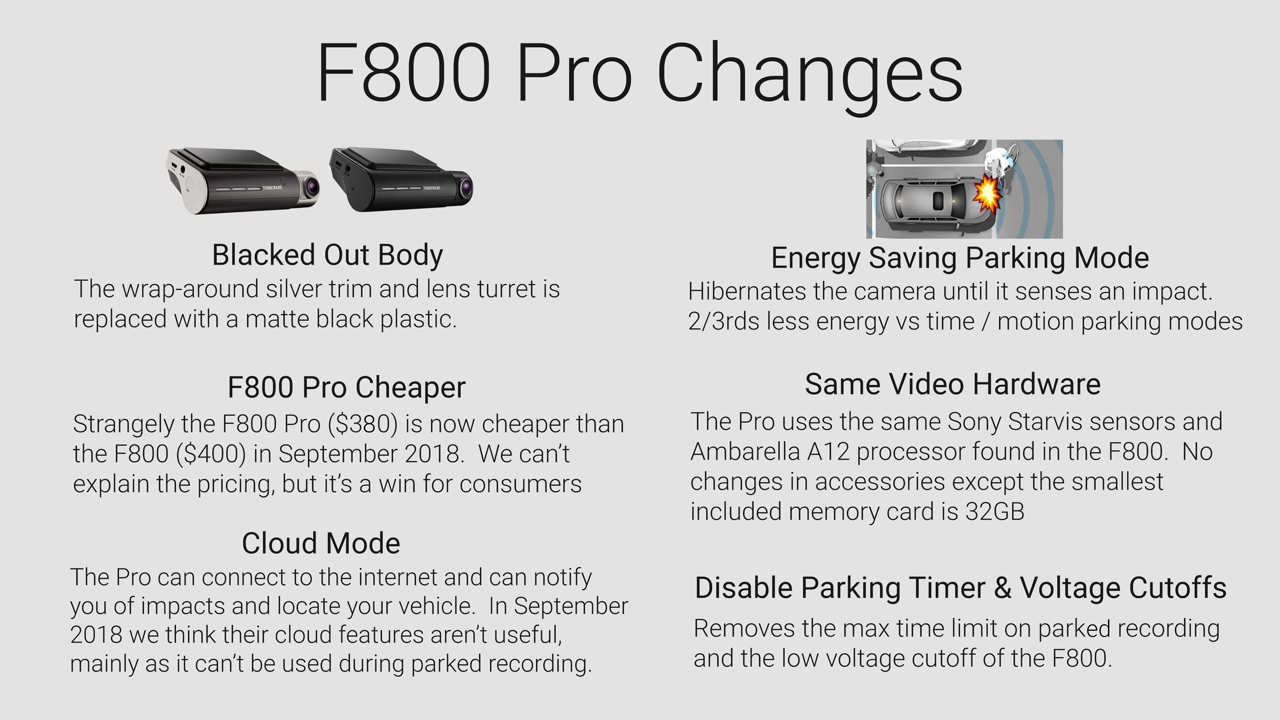 F800 Pro Changes
THINKWARE
THINKWARE
Blacked Out Body
The wrap-around silver trim and lens turret is
replaced with a matte black plastic.
F800 Pro Cheaper
Strangely the F800 Pro ($380) is now cheaper than
the F800 ($400) in September 2018.  We can't
explain the pricing, but it's a win for consumers
Cloud Mode
The Pro can connect to the internet and can notify
you of impacts and locate your vehicle.  In September
2018 we think their cloud features aren't useful,
mainly as it can't be used during parked recording.
Energy Saving Parking Mode
Hibernates the camera until it senses an impact.
2/3rds less energy vs time / motion parking modes
Same Video Hardware
The Pro uses the same Sony Starvis sensors and
Ambarella A12 processor found in the F800.  No
changes in accessories except the smallest
included memory card is 32GB
Disable Parking Timer & Voltage Cutoffs
Removes the max time limit on parked recording
and the low voltage cutoff of the F800.